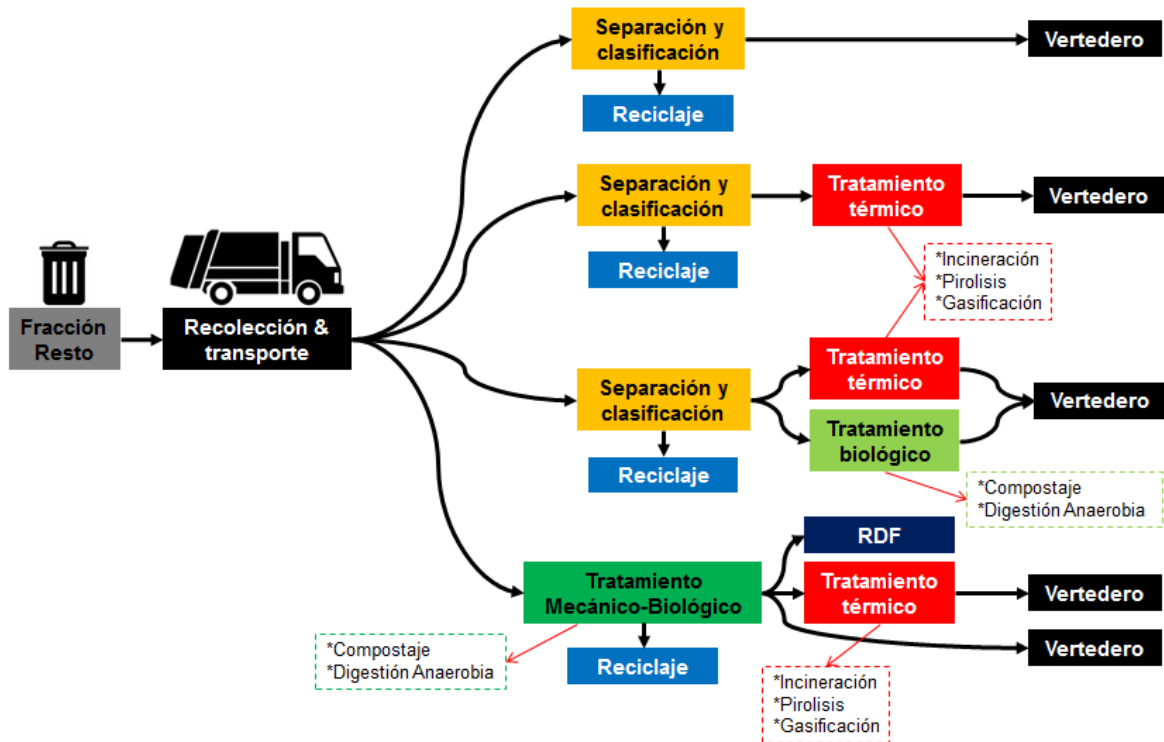 Separación y
clasificación
Vertedero
Reciclaje
Separación y
clasificación
Tratamiento
térmico
Vertedero
Reciclaje
*Incineración
*Pirolisis
*Gasificación
Fracción
Resto
Recolección &
transporte
Tratamiento
térmico
Separación y
clasificación
Vertedero
Tratamiento
biológico
Reciclaje
*Compostaje
*Digestión Anaerobia
RDF
Tratamiento
Mecánico-Biológico
Tratamiento
térmico
Vertedero
Vertedero
*Compostaje
*Digestión Anaerobia
Reciclaje
*Incineración
*Pirolisis
*Gasificación